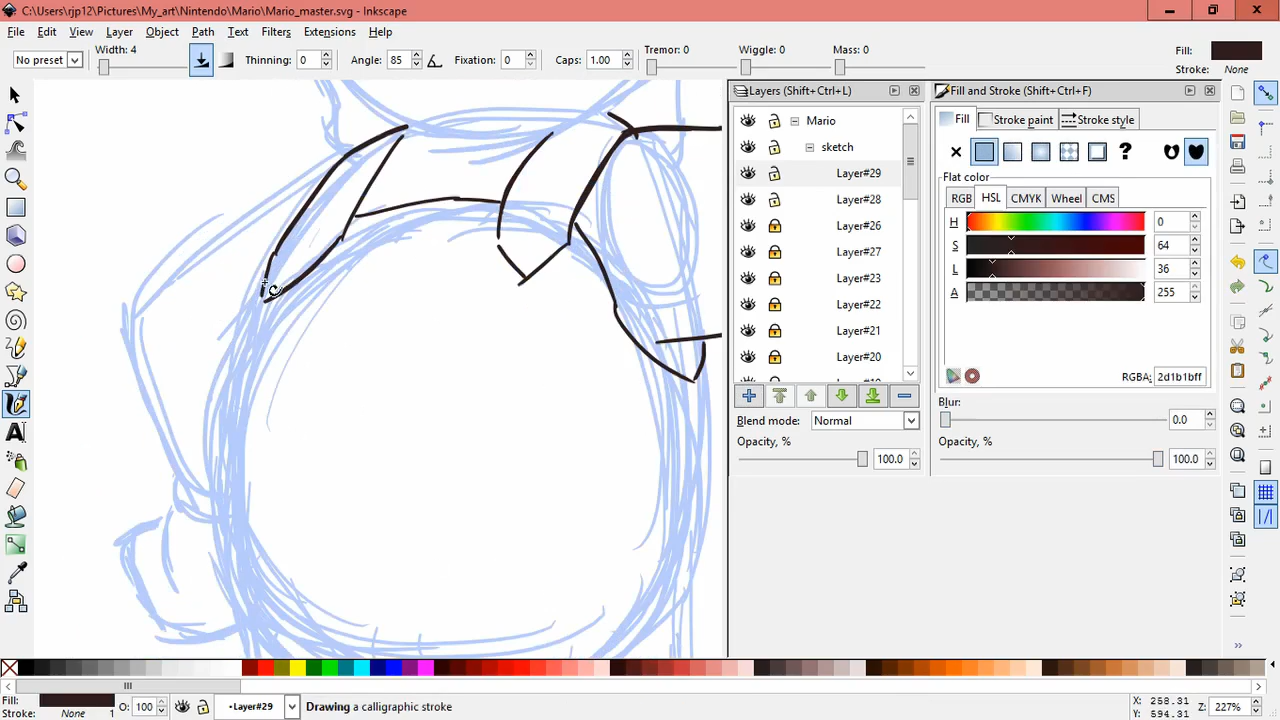 C:\Users\rjp12\Pictures\My_art\Nintendo\Mario\Mario_master.svg - Inkscape
File Edit View Layer Object Path Filters Text Extensions Help
No preset Width: 4 Thinning: 0 Angle: 85 Fixation: 0 Caps: 1.00 Tremor: 0 Wiggle: 0 Mass: 0 Fill: Stroke: None
Layers (Shift+Ctrl+L)
Mario
sketch
Layer#29
Layer#28
Layer#26
Layer#27
Layer#23
Layer#22
Layer#21
Layer#20
Blend mode: Normal
Opacity, % 100.0
Fill and Stroke (Shift+Ctrl+F)
Fill Stroke paint Stroke style
?
Flat color
RGB HSL CMYK Wheel CMS
H 0
S 64
L 36
A 255
RGBA: 2d1b1bff
Blur: 0.0
Opacity, % 100.0
Fill: Stroke: None 1 O: 100 •Layer#29 Drawing a calligraphic stroke X: 258.31 Y: 594.31 Z: 227%